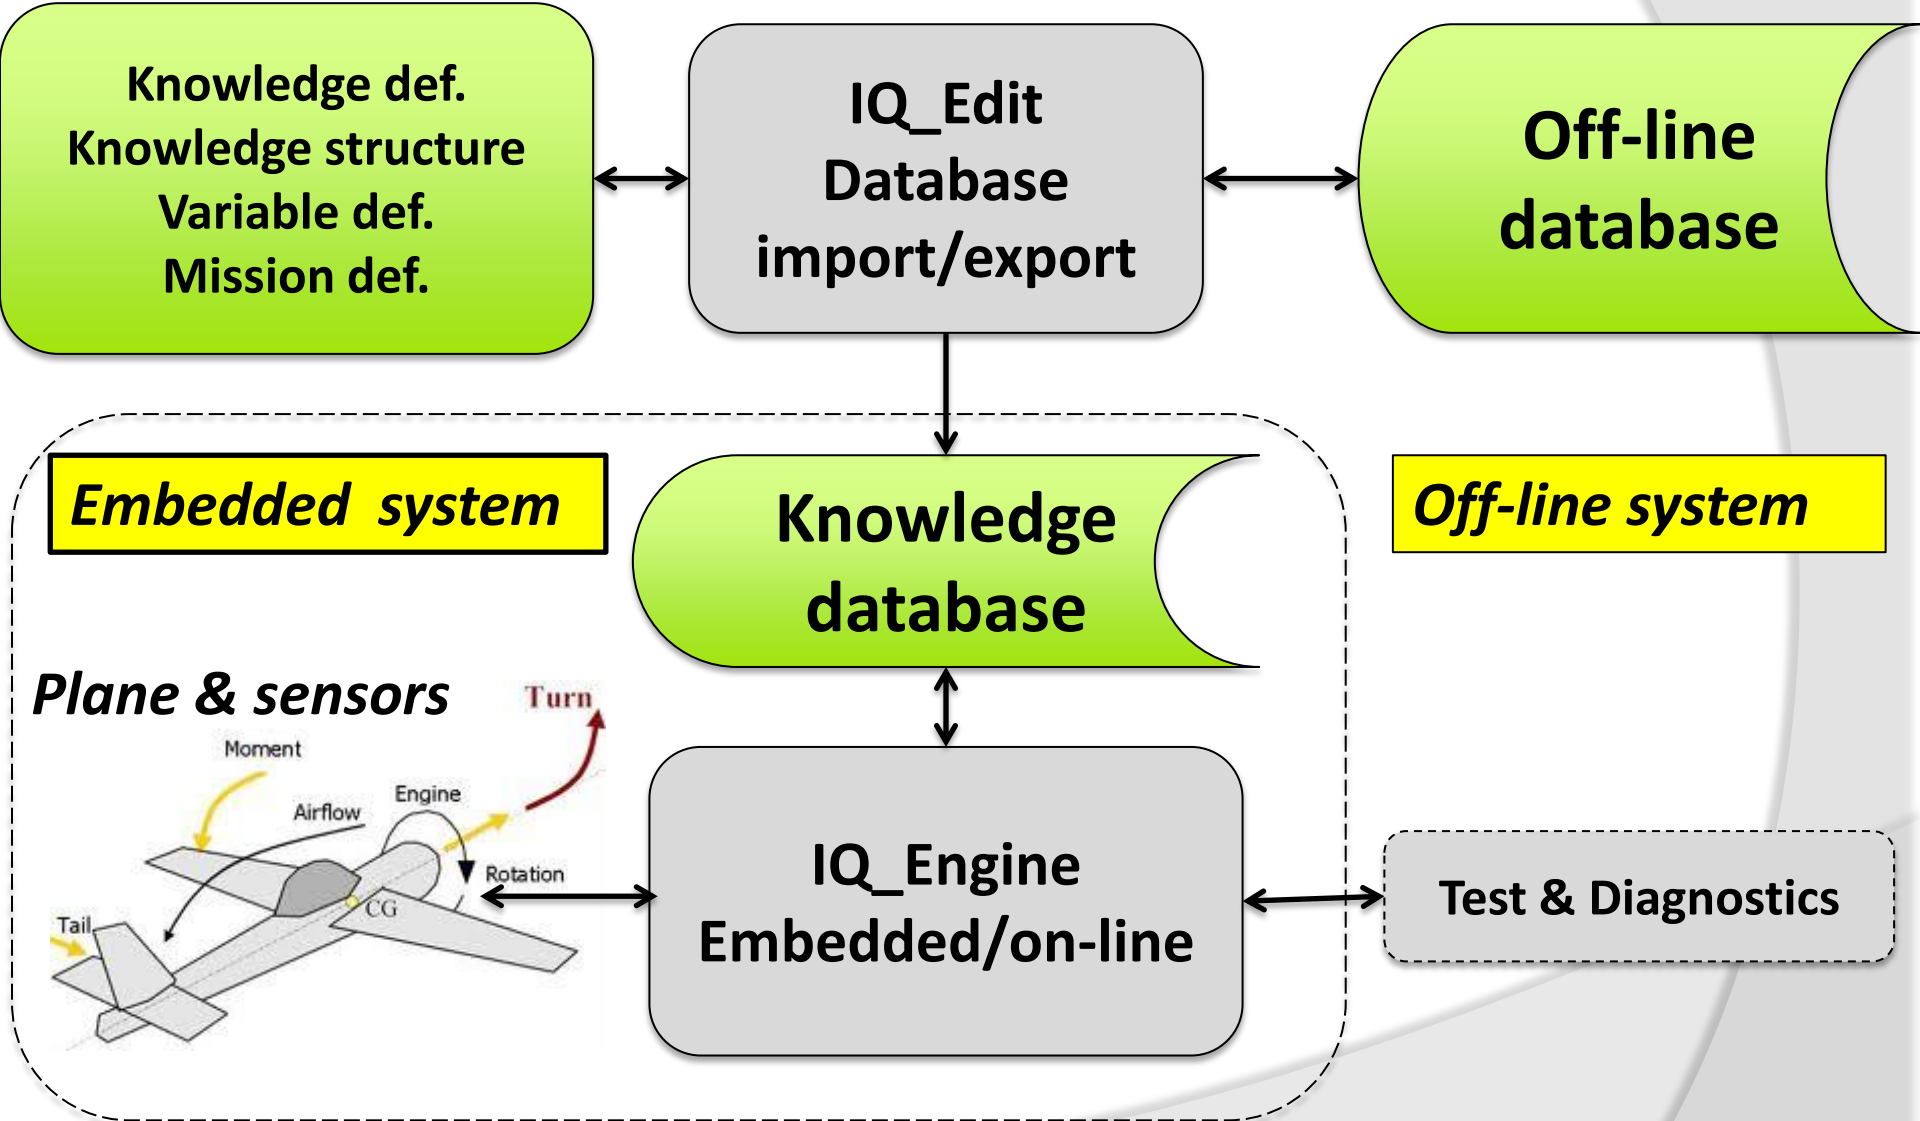 Knowledge def.
Knowledge structure
Variable def.
Mission def.
IQ_Edit
Database
import/export
Off-line
database
Embedded  system
Knowledge
database
Off-line system
Plane & sensors
Turn
Moment
Airflow
Engine
Rotation
CG
Tail
IQ_Engine
Embedded/on-line
Test & Diagnostics